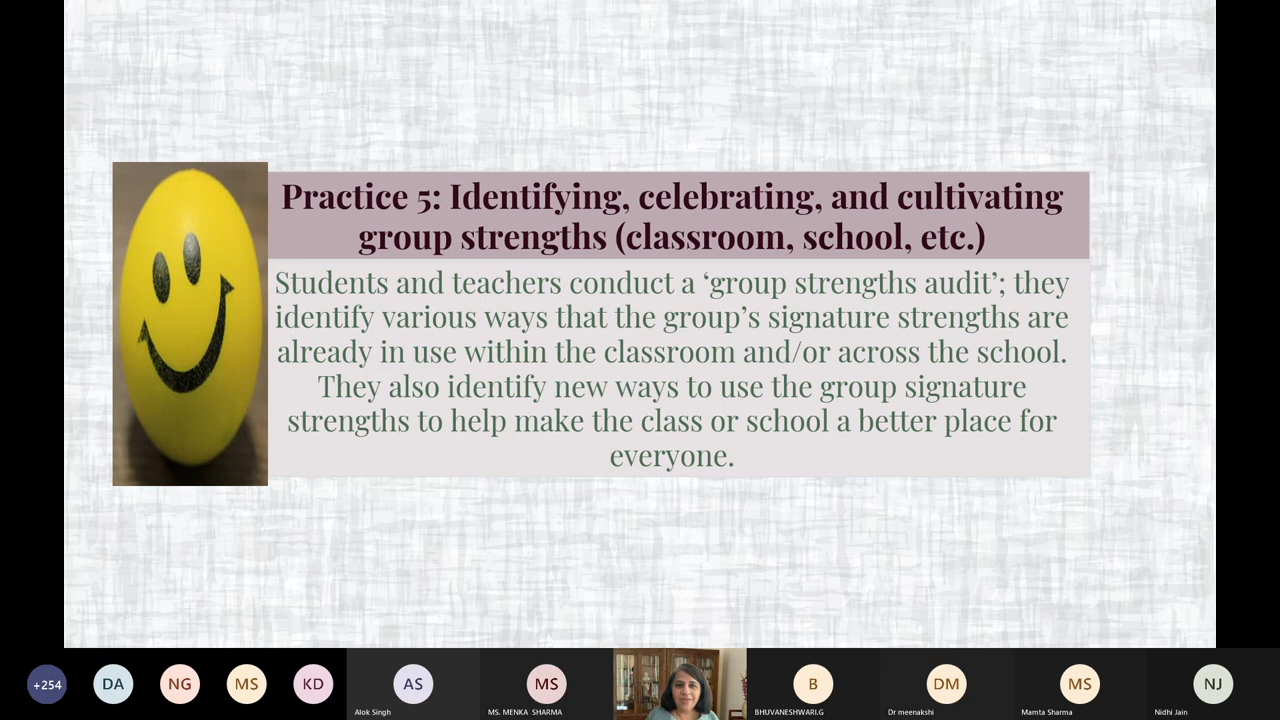 Practice 5: Identifying, celebrating, and cultivating
group strengths (classroom, school, etc.)
Students and teachers conduct a ‘group strengths audit’; they
identify various ways that the group’s signature strengths are
already in use within the classroom and/or across the school.
They also identify new ways to use the group signature
strengths to help make the class or school a better place for
everyone.
+254
DA
NG
MS
KD
AS
Alok Singh
MS
MS. MENKA SHARMA
B
BHUVANESHWARI.G
DM
Dr meenakshi
MS
Mamta Sharma
NJ
Nidhi Jain